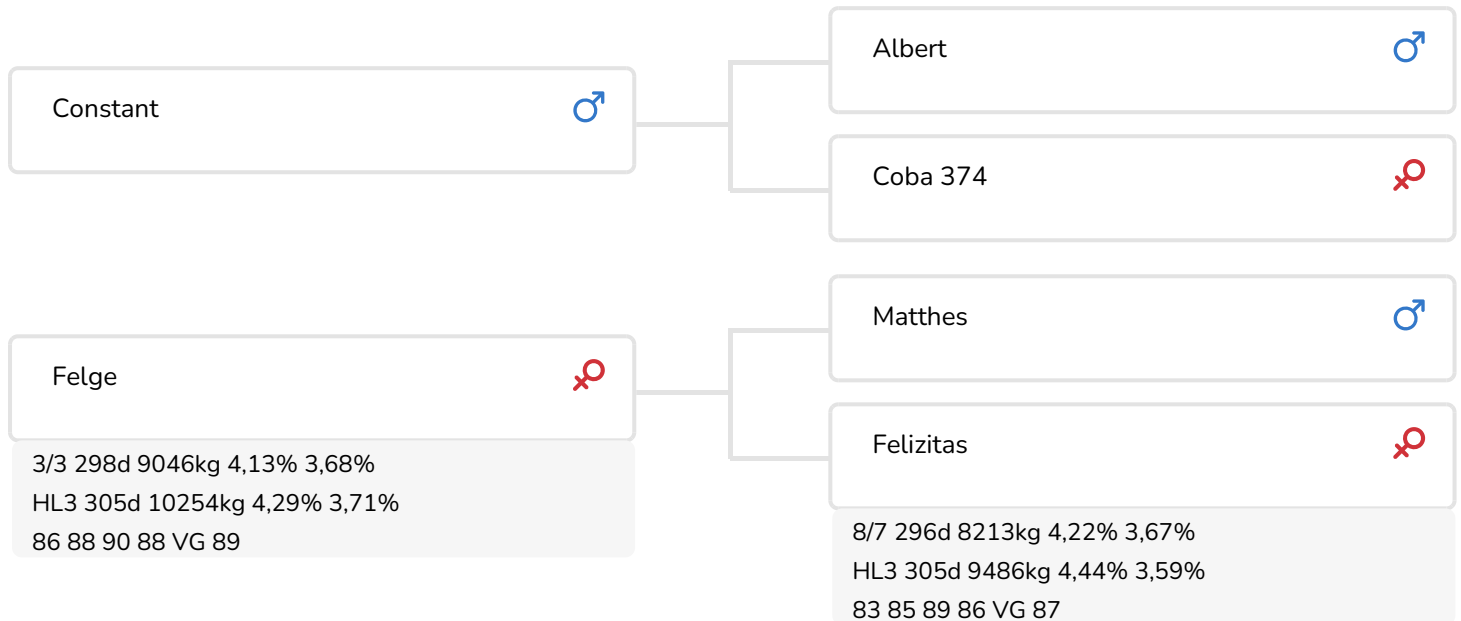 Constant
Albert
Coba 374
Felge
3/3 298d 9046kg 4,13% 3,68%
HL3 305d 10254kg 4,29% 3,71%
86 88 90 88 VG 89
Matthes
Felizitas
8/7 296d 8213kg 4,22% 3,67%
HL3 305d 9486kg 4,44% 3,59%
83 85 89 86 VG 87